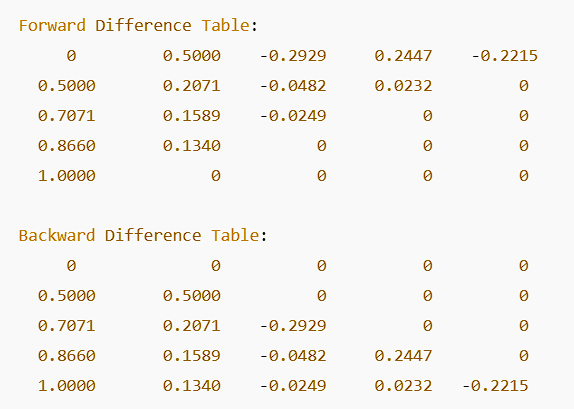 Forward Difference Table:
0 0.5000 -0.2929 0.2447 -0.2215
0.5000 0.2071 -0.0482 0.0232 0
0.7071 0.1589 -0.0249 0 0
0.8660 0.1340 0 0 0
1.0000 0 0 0 0
Backward Difference Table:
0 0 0 0 0
0.5000 0.5000 0 0 0
0.7071 0.2071 -0.2929 0 0
0.8660 0.1589 -0.0482 0.2447 0
1.0000 0.1340 -0.0249 0.0232 -0.2215